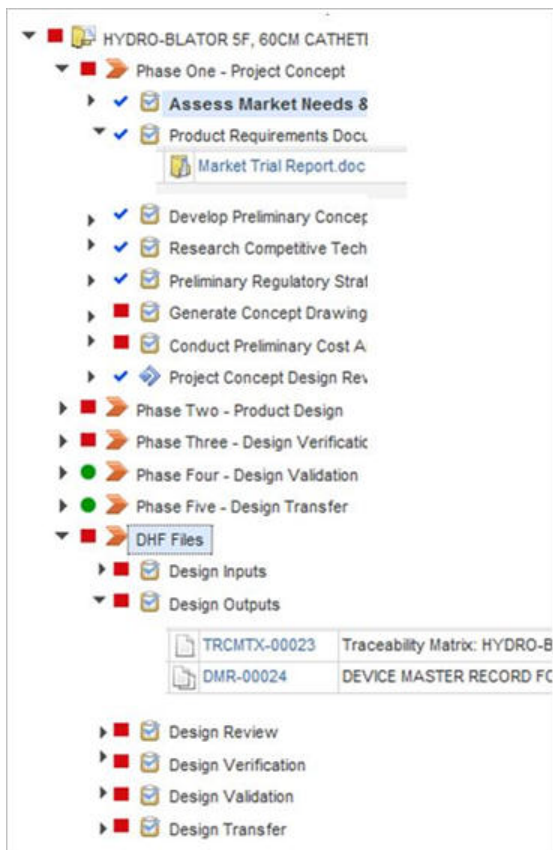 HYDRO-BLATOR 5F, 60CM CATHETE
Phase One - Project Concept
Assess Market Needs &
Product Requirements Docu
Market Trial Report.doc
Develop Preliminary Concep
Research Competitive Tech
Preliminary Regulatory Strat
Generate Concept Drawing
Conduct Preliminary Cost A
Project Concept Design Rev
Phase Two - Product Design
Phase Three - Design Verificatio
Phase Four - Design Validation
Phase Five - Design Transfer
DHF Files
Design Inputs
Design Outputs
TRCMTX-00023 Traceability Matrix: HYDRO-B
DMR-00024 DEVICE MASTER RECORD FO
Design Review
Design Verification
Design Validation
Design Transfer